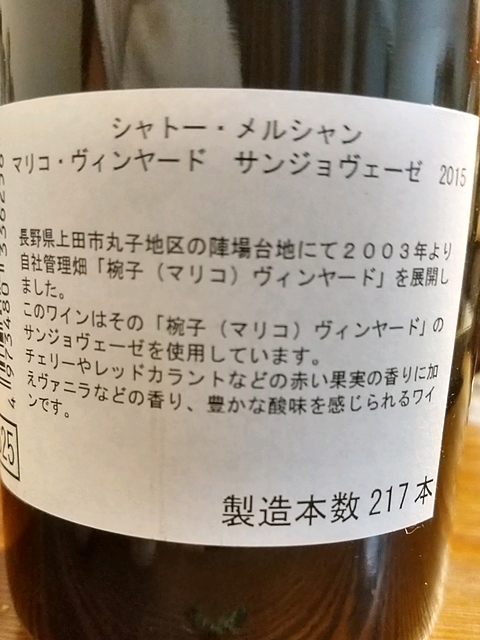 シャトー・メルシャン
マリコ・ヴィンヤード　サンジョヴェーゼ　2015
長野県上田市丸子地区の陣場台地にて２００３年より
自社管理畑「椀子（マリコ）ヴィンヤード」を展開し
ました。
このワインはその「椀子（マリコ）ヴィンヤード」の
サンジョヴェーゼを使用しています。
チェリーやレッドカラントなどの赤い果実の香りに加
えヴァニラなどの香り、豊かな酸味を感じられるワイ
ンです。
製造本数 217 本
25